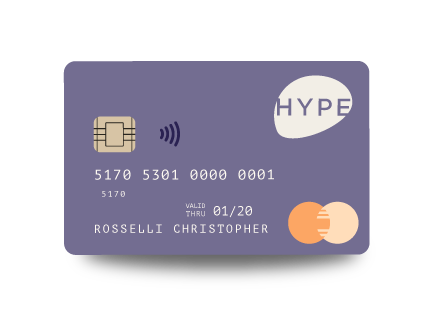 HYPE
5170 5301 0000 0001
5170
VALID
THRU 01/20
ROSSELLI CHRISTOPHER